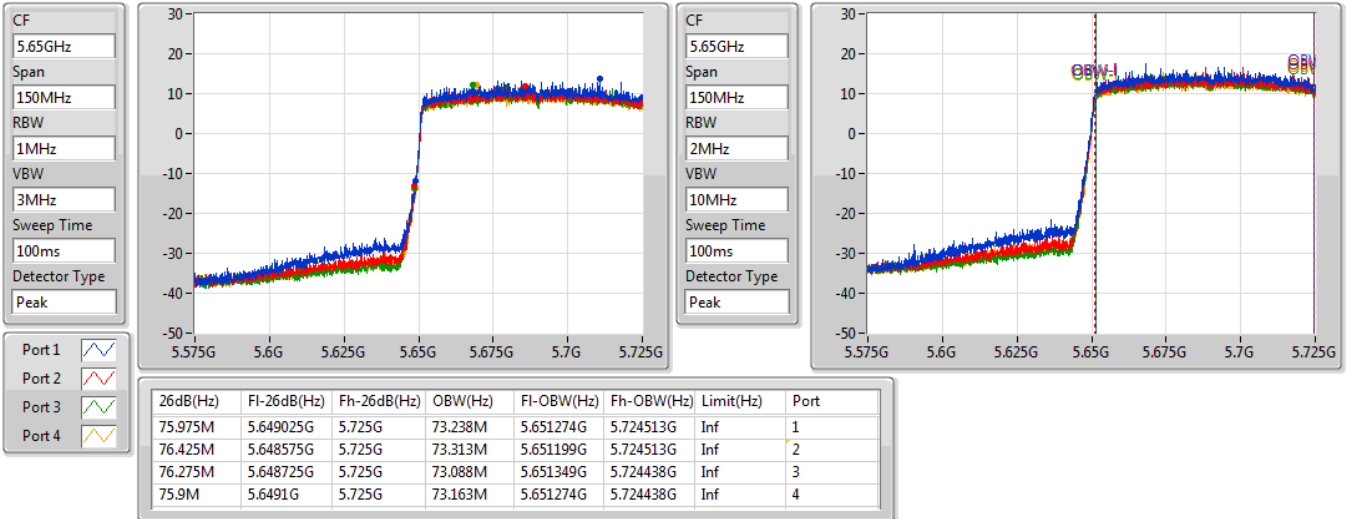 CF
5.65GHz
Span
150MHz
RBW
1MHz
VBW
3MHz
Sweep Time
100ms
Detector Type
Peak
30
20
10
0
-10
-20
-30
-40
-50
5.575G 5.6G 5.625G 5.65G 5.675G 5.7G 5.725G
CF
5.65GHz
Span
150MHz
RBW
2MHz
VBW
10MHz
Sweep Time
100ms
Detector Type
Peak
30
20
10
0
-10
-20
-30
-40
-50
OBW-l
5.575G 5.6G 5.625G 5.65G 5.675G 5.7G 5.725G
Port 1
Port 2
Port 3
Port 4
26dB(Hz) Fl-26dB(Hz) Fh-26dB(Hz) OBW(Hz) Fl-OBW(Hz) Fh-OBW(Hz) Limit(Hz) Port
75.975M 5.649025G 5.725G 73.238M 5.651274G 5.724513G Inf 1
76.425M 5.648575G 5.725G 73.313M 5.651199G 5.724513G Inf 2
76.275M 5.648725G 5.725G 73.088M 5.651349G 5.724438G Inf 3
75.9M 5.6491G 5.725G 73.163M 5.651274G 5.724438G Inf 4